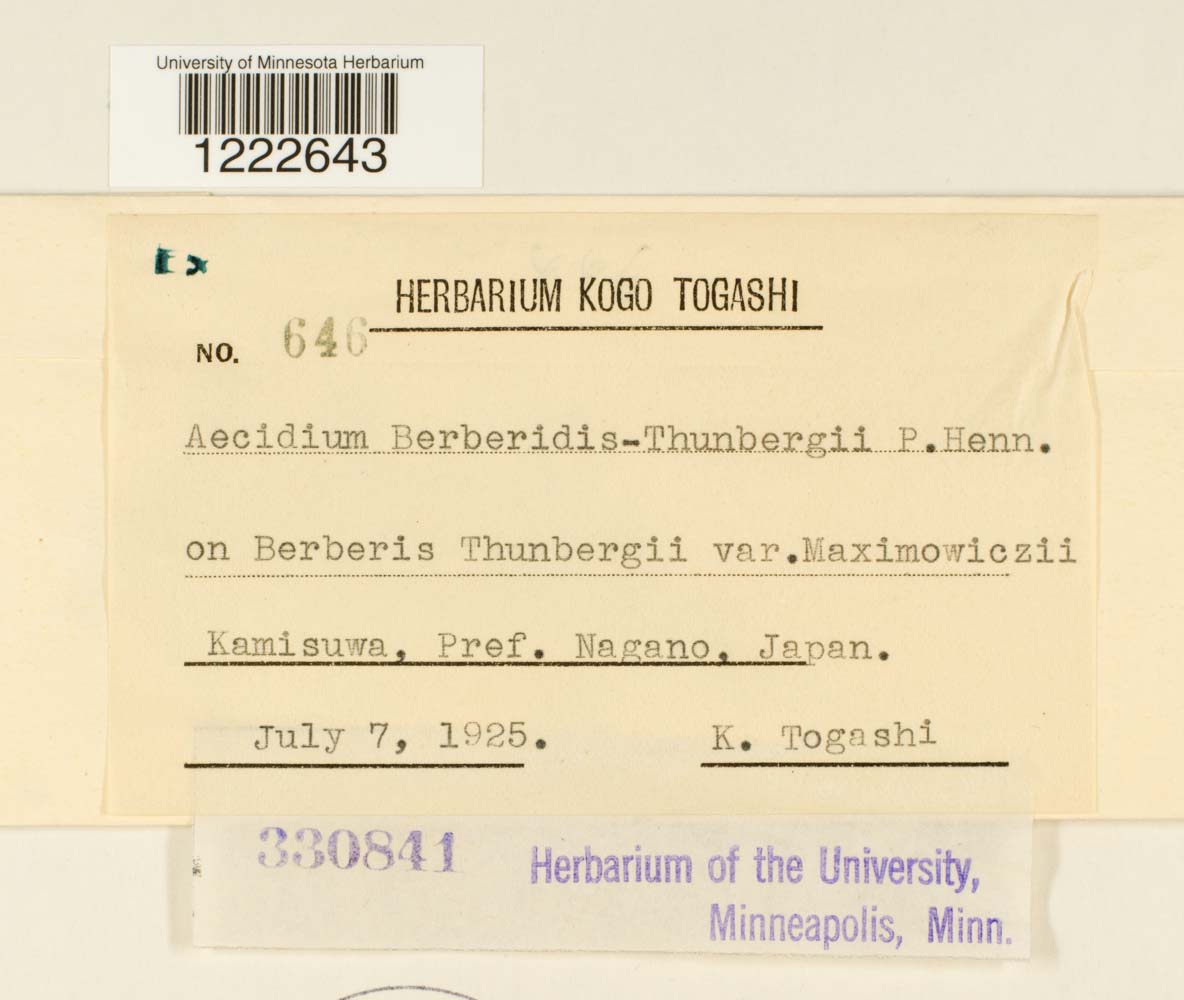 University of Minnesota Herbarium
1222643
Ex
HERBARIUM KOGO TOGASHI
NO. 646
Aecidium Berberidis-Thunbergii P.Henn.
on Berberis Thunbergii var.Maximowiczii
Kamisuwa, Pref. Nagano, Japan.
July 7, 1925. K. Togashi
330841
Herbarium of the University,
Minneapolis, Minn.